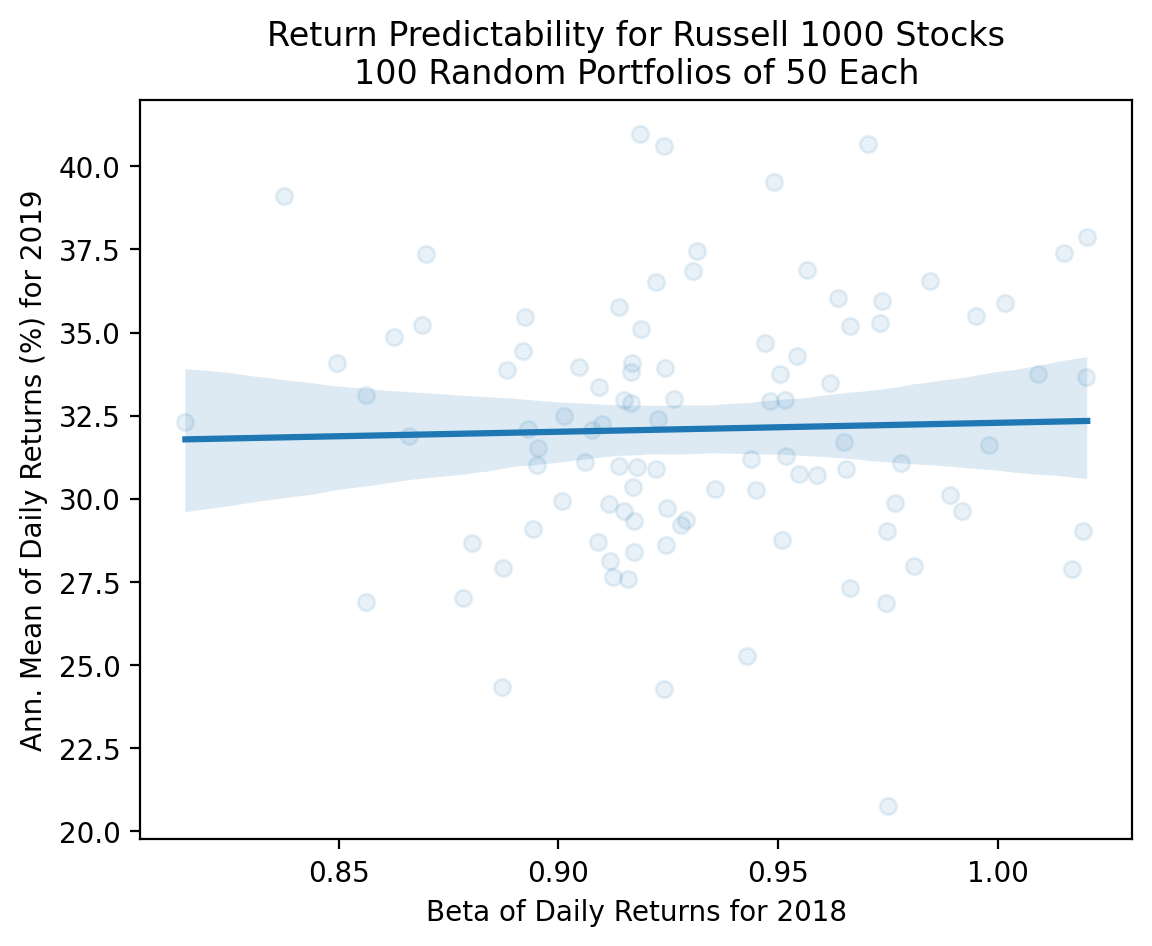 Return Predictability for Russell 1000 Stocks
100 Random Portfolios of 50 Each
Ann. Mean of Daily Returns (%) for 2019
40.0
37.5
35.0
32.5
30.0
27.5
25.0
22.5
20.0
0.85 0.90 0.95 1.00
Beta of Daily Returns for 2018